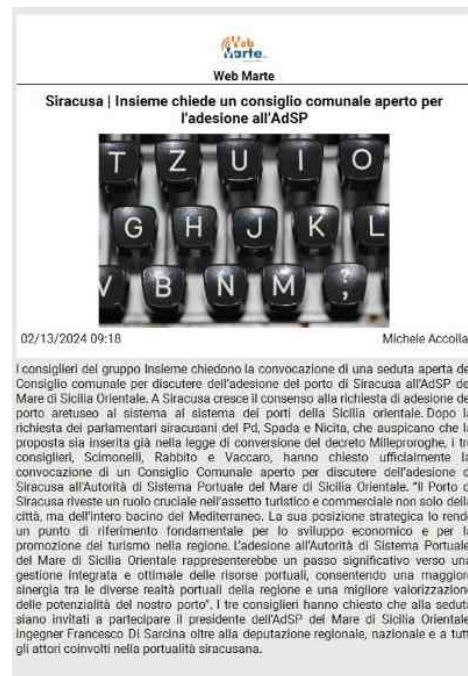 Web
Marte
Web Marte
Siracusa | Insieme chiede un consiglio comunale aperto per
l'adesione all'AdSP
T Z U I O
G H J K L
V B N M ? ;
02/13/2024 09:18 Michele Accolla
I consiglieri del gruppo Insieme chiedono la convocazione di una seduta aperta de
Consiglio comunale per discutere dell'adesione del porto di Siracusa all'AdSP de
Mare di Sicilia Orientale. A Siracusa cresce il consenso alla richiesta di adesione de
porto aretuseo al sistema al sistema dei porti della Sicilia orientale. Dopo la
richiesta dei parlamentari siracusani del Pd, Spada e Nicita, che auspicano che la
proposta sia inserita già nella legge di conversione del decreto Milleproroghe, i tre
consiglieri, Scimonelli, Rabbito e Vaccaro, hanno chiesto ufficialmente la
convocazione di un Consiglio Comunale aperto per discutere dell'adesione d
Siracusa all'Autorità di Sistema Portuale del Mare di Sicilia Orientale. "Il Porto d
Siracusa riveste un ruolo cruciale nell'assetto turistico e commerciale non solo della
città, ma dell'intero bacino del Mediterraneo. La sua posizione strategica lo rende
un punto di riferimento fondamentale per lo sviluppo economico e per la
promozione del turismo nella regione. L'adesione all'Autorità di Sistema Portuale
del Mare di Sicilia Orientale rappresenterebbe un passo significativo verso una
gestione integrata e ottimale delle risorse portuali, consentendo una maggior
sinergia tra le diverse realtà portuali della regione e una migliore valorizzazione
delle potenzialità del nostro porto". I tre consiglieri hanno chiesto che alla seduta
siano invitati a partecipare il presidente dell'AdSP del Mare di Sicilia Orientale
ingegner Francesco Di Sarcina oltre alla deputazione regionale, nazionale e a tutt
gli attori coinvolti nella portualità siracusana.